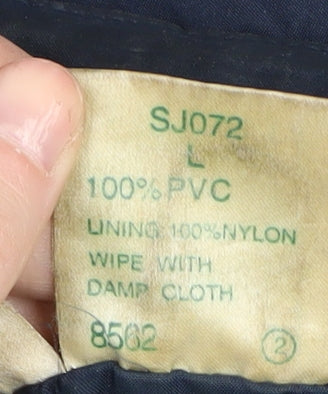 SJ072
L
100% PVC
LINING 100%NYLON
WIPE WITH
DAMP CLOTH
8562 2